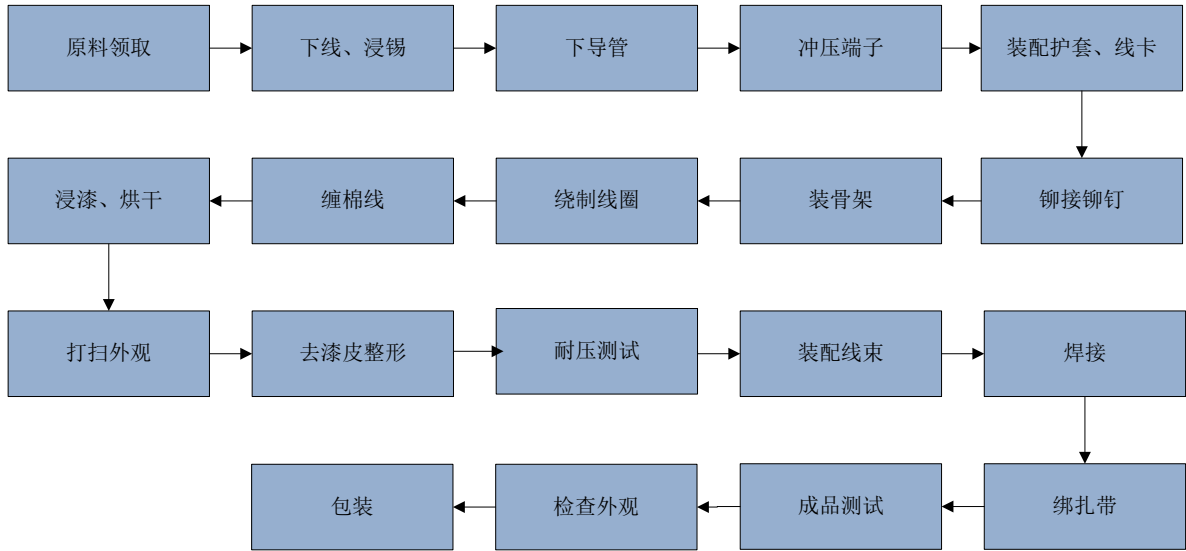 原料领取
下线、浸锡
下导管
冲压端子
装配护套、线卡
浸漆、烘干
缠棉线
绕制线圈
装骨架
铆接铆钉
打扫外观
去漆皮整形
耐压测试
装配线束
焊接
包装
检查外观
成品测试
绑扎带